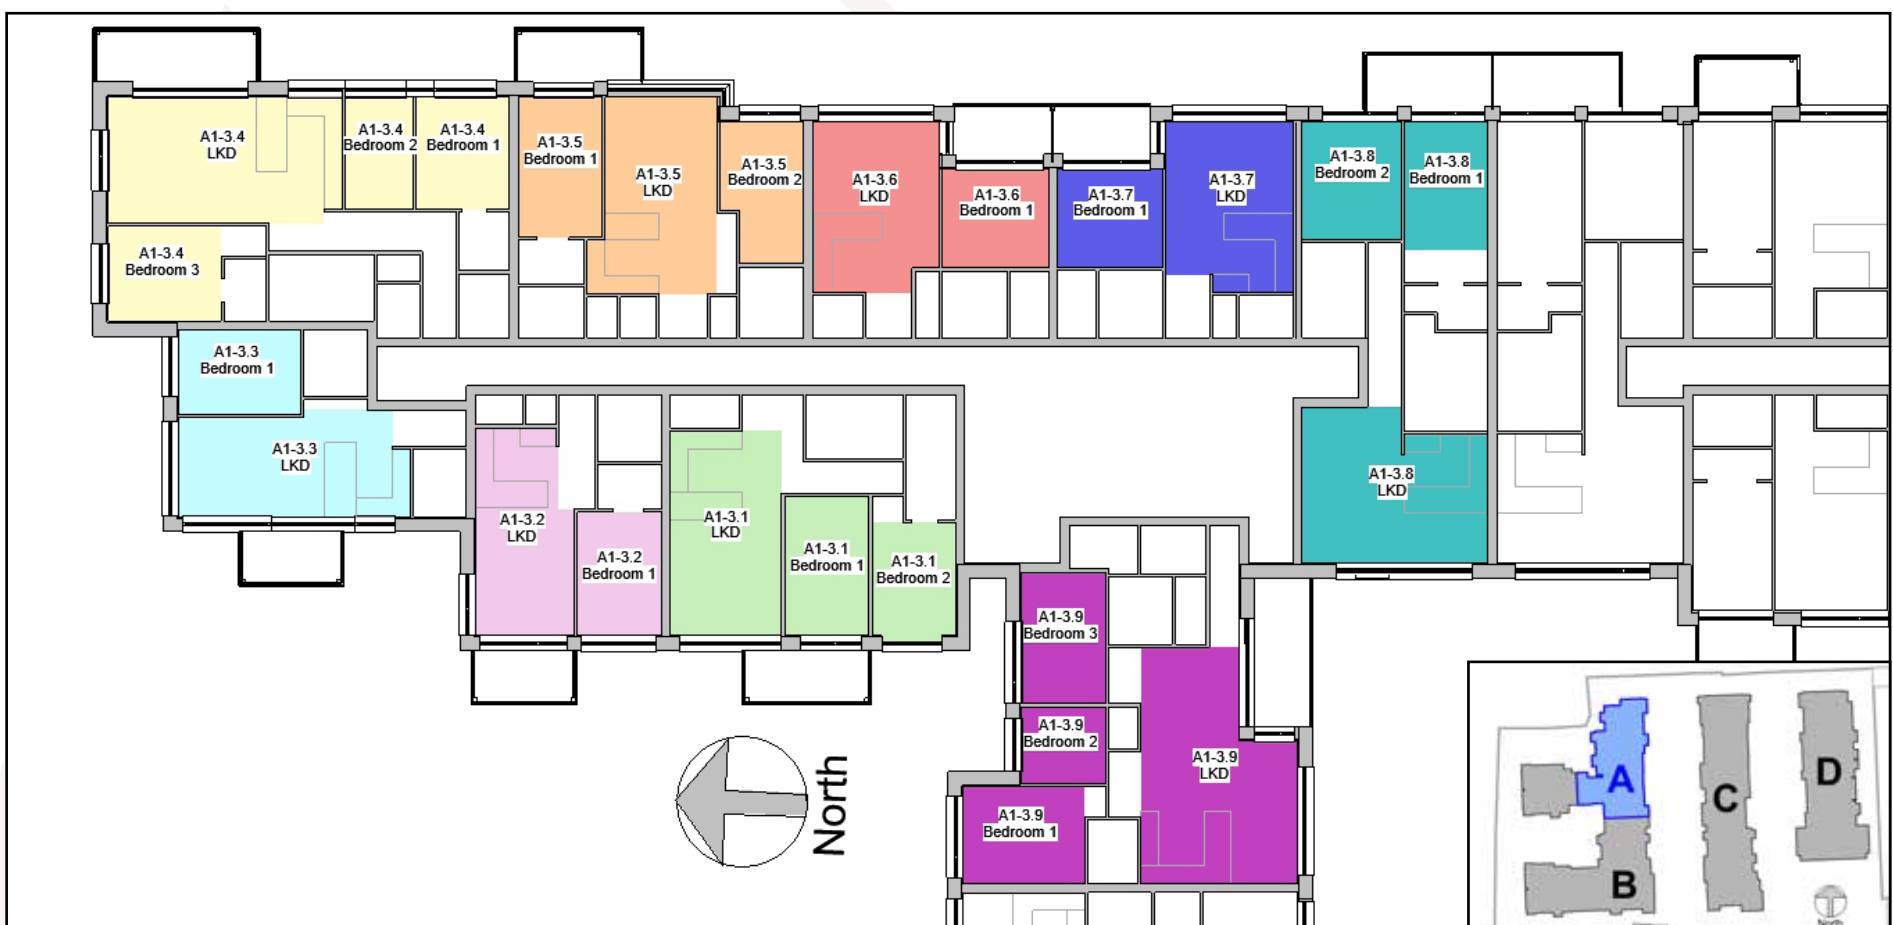 A1-3.4
LKD
A1-3.4
Bedroom 2
A1-3.4
Bedroom 1
A1-3.5
Bedroom 1
A1-3.5
LKD
A1-3.5
Bedroom 2
A1-3.6
LKD
A1-3.6
Bedroom 1
A1-3.7
Bedroom 1
A1-3.7
LKD
A1-3.8
Bedroom 2
A1-3.8
Bedroom 1
A1-3.4
Bedroom 3
A1-3.3
Bedroom 1
A1-3.3
LKD
A1-3.2
LKD
A1-3.2
Bedroom 1
A1-3.1
LKD
A1-3.1
Bedroom 1
A1-3.1
Bedroom 2
A1-3.8
LKD
A1-3.9
Bedroom 3
A1-3.9
Bedroom 2
A1-3.9
LKD
A1-3.9
Bedroom 1
North
A
B
C
D